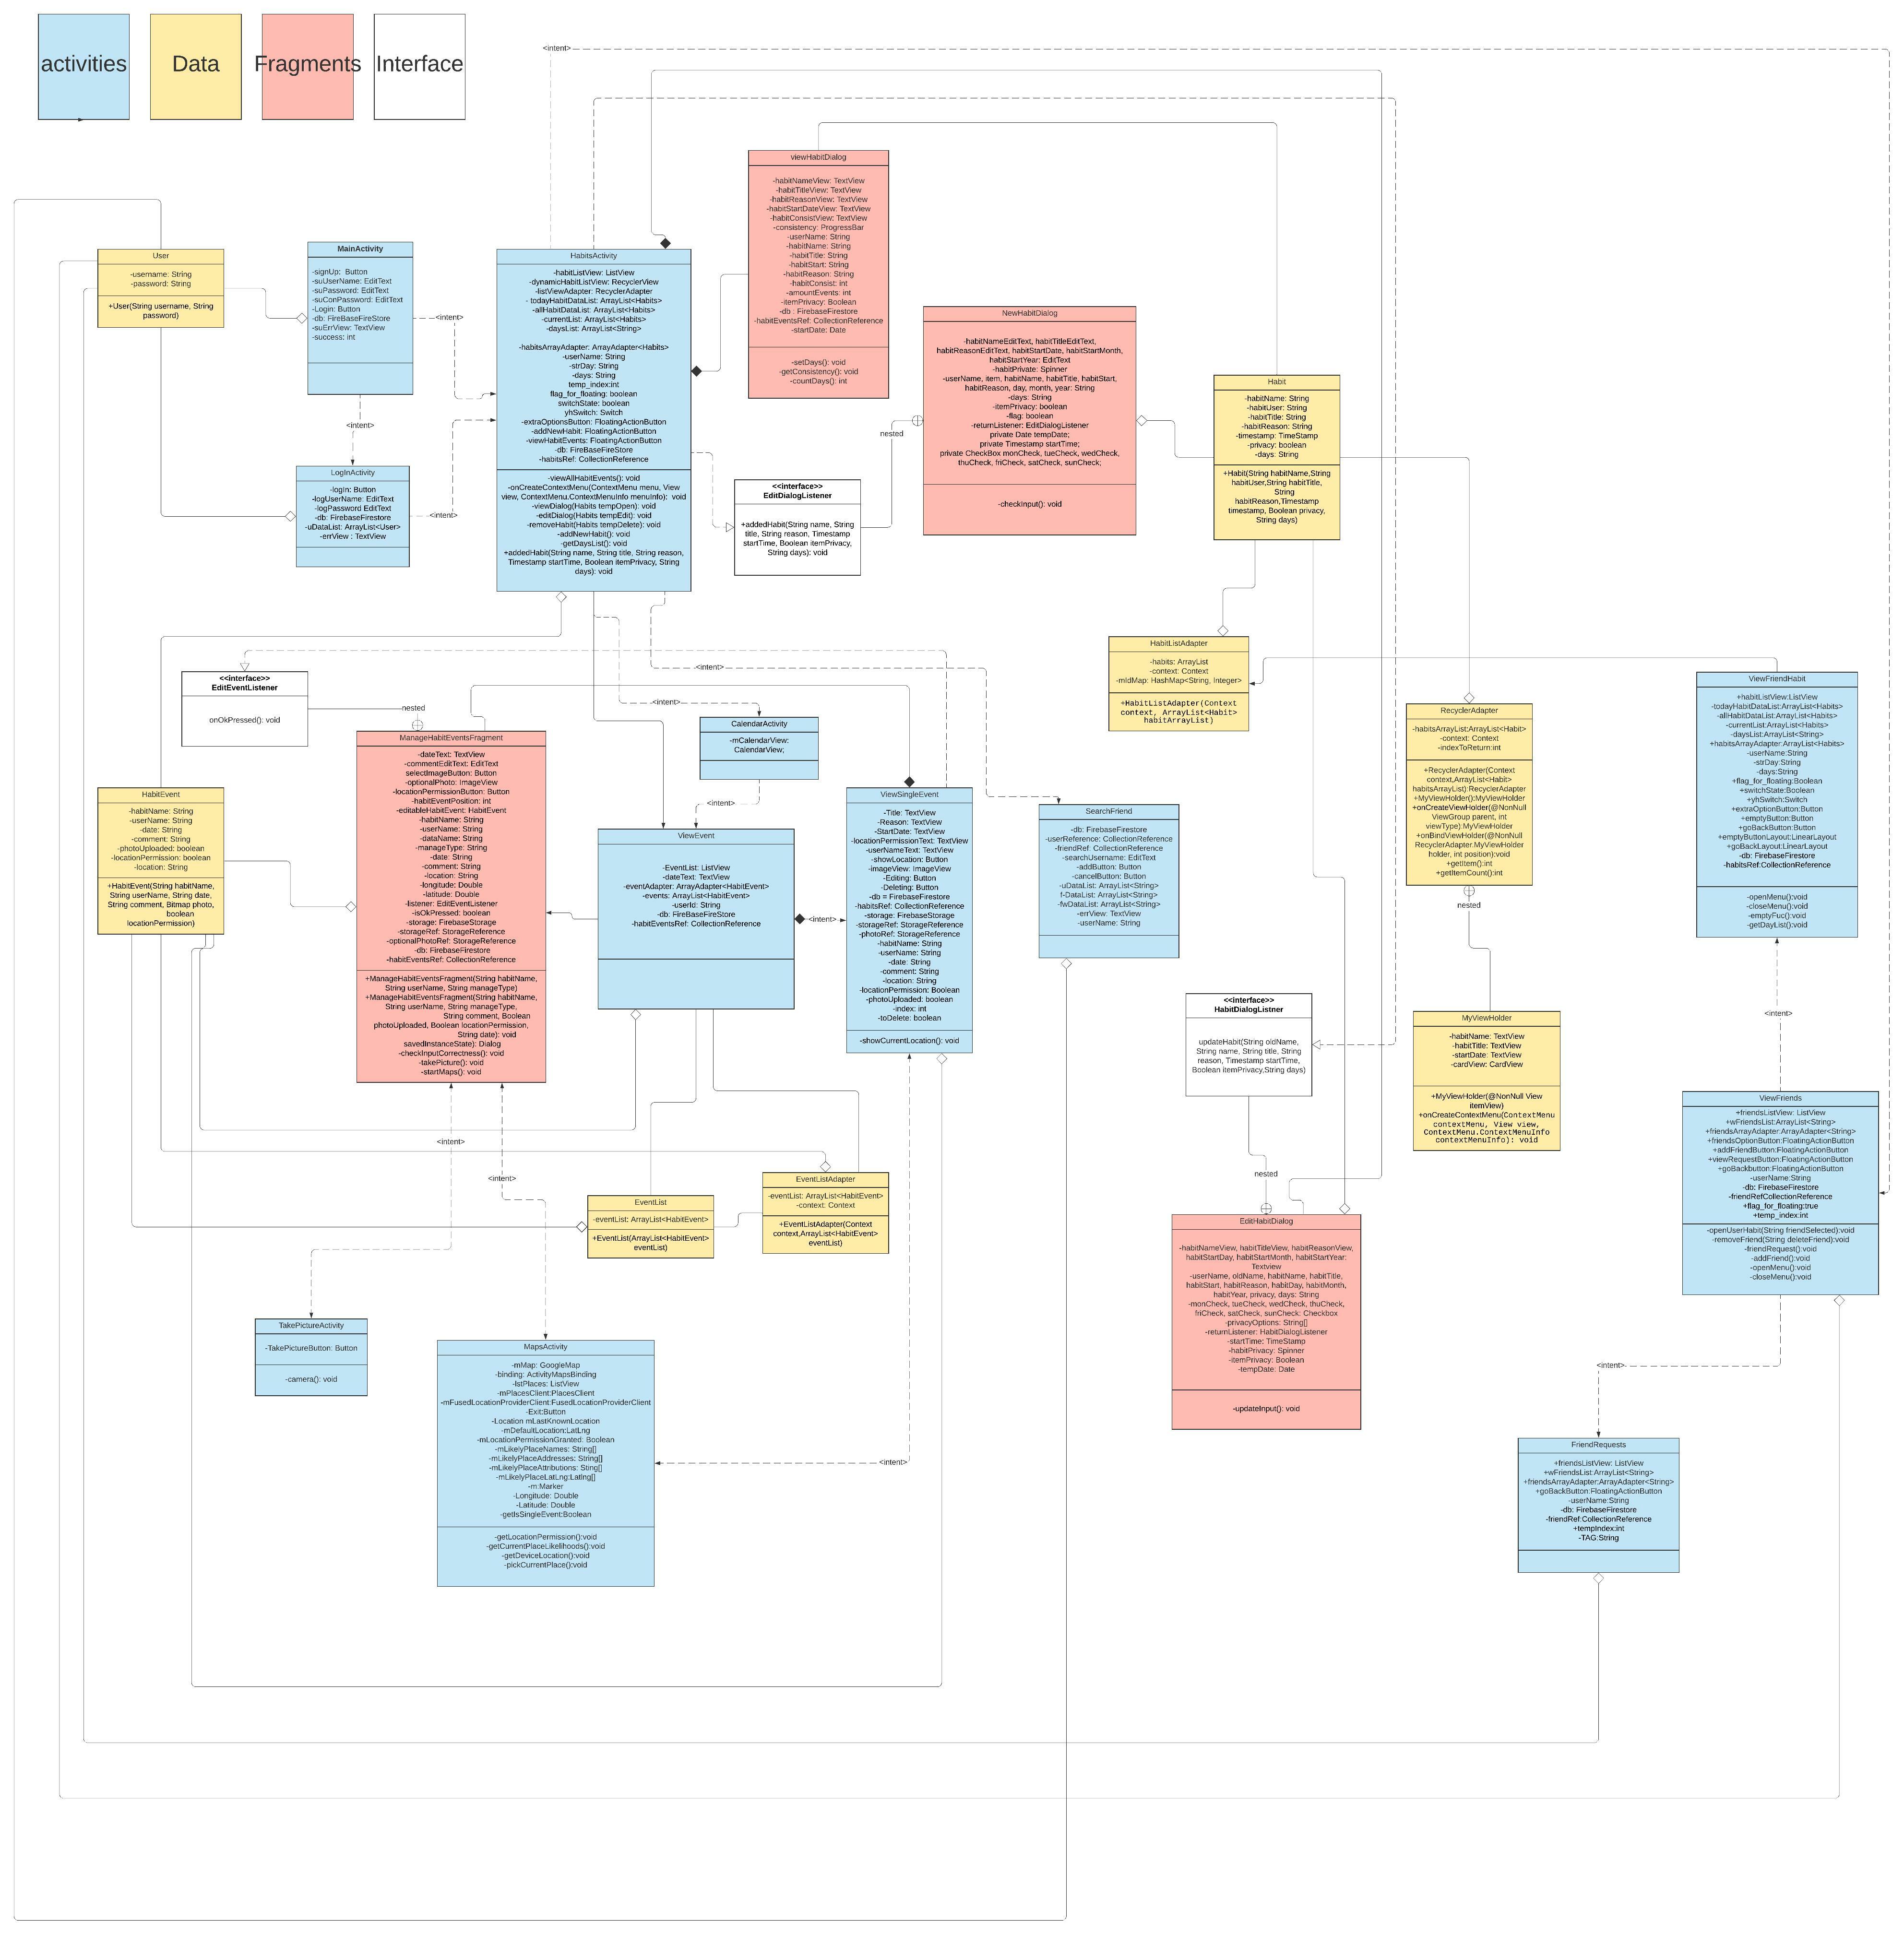 activities
Data
Fragments
Interface
<intent>
viewHabitDialog
-habitNameView: TextView
-habitTitleView: TextView
-habitReasonView: TextView
-habitStartDateView: TextView
-habitConsistView: TextView
-consistency: ProgressBar
-userName: String
-habitName: String
-habitTitle: String
-habitStart: String
-habitReason: String
-habitConsist: int
-amountEvents: int
-itemPrivacy: Boolean
-db : FirebaseFirestore
-habitEventsRef: CollectionReference
-startDate: Date
-setDays(): void
-getConsistency(): void
-countDays(): int
User
-username: String
-password: String
+User(String username, String
password)
MainActivity
-signUp:  Button
-suUserName: EditText
-suPassword: EditText
-suConPassword: EditText
-Login: Button
-db: FireBaseFireStore
-suErrView: TextView
-success: int
<intent>
<intent>
LogInActivity
-login: Button
-logUserName: EditText
-logPassword EditText
-db: FirebaseFirestore
-uDataList: ArrayList<User>
-errView : TextView
<intent>
HabitsActivity
-habitListView: ListView
-dynamicHabitListView: RecyclerView
-listViewAdapter: RecyclerAdapter
- todayHabitDataList: ArrayList<Habits>
-allHabitDataList: ArrayList<Habits>
-currentList: ArrayList<Habits>
-daysList: ArrayList<String>
-habitsArrayAdapter: ArrayAdapter<Habits>
-userName: String
-strDay: String
-days: String
temp_index:int
flag_for_floating: boolean
switchState: boolean
yhSwitch: Switch
-extraOptionsButton: FloatingActionButton
-addNewHabit: FloatingActionButton
-viewHabitEvents: FloatingActionButton
-db: FireBaseFireStore
-habitsRef: CollectionReference
-viewAllHabitEvents(): void
-onCreateContextMenu(ContextMenu menu, View
view, ContextMenu.ContextMenuInfo menuInfo):  void
-viewDialog(Habits tempOpen): void
-editDialog(Habits tempEdit): void
-removeHabit(Habits tempDelete): void
-addNewHabit(): void
-getDaysList(): void
+addedHabit(String name, String title, String reason,
Timestamp startTime, Boolean itemPrivacy, String
days): void
NewHabitDialog
-habitNameEditText, habitTitleEditText,
habitReasonEditText, habitStartDate, habitStartMonth,
habitStartYear: EditText
-habitPrivate: Spinner
-userName, item, habitName, habitTitle, habitStart,
habitReason, day, month, year: String
-days: String
-itemPrivacy: boolean
-flag: boolean
-returnListener: EditDialogListener
private Date tempDate;
private Timestamp startTime;
private CheckBox monCheck, tueCheck, wedCheck,
thuCheck, friCheck, satCheck, sunCheck;
-checkInput(): void
nested
<<interface>>
EditDialogListener
+addedHabit(String name, String
title, String reason, Timestamp
startTime, Boolean itemPrivacy,
String days): void
Habit
-habitName: String
-habitUser: String
-habitTitle: String
-habitReason: String
-timestamp: TimeStamp
-privacy: boolean
-days: String
+Habit(String habitName,String
habitUser,String habitTitle,
String
habitReason,Timestamp
timestamp, Boolean privacy,
String days)
HabitListAdapter
-habits: ArrayList
-context: Context
-mIdMap: HashMap<String, Integer>
+HabitListAdapter(Context
context, ArrayList<Habit>
habitArrayList)
RecyclerAdapter
-habitsArray:ArrayList<Habit>
-context: Context
-indexToReturn:int
+RecyclerAdapter(Context
context,ArrayList<Habit>
habitsArray):RecyclerAdapter
+MyViewHolder():MyViewHolder
+onCreateViewHolder(@NonNull
ViewGroup parent, int
viewType):MyViewHolder
+onBindViewHolder(@NonNull
RecyclerAdapter.MyViewHolder
holder, int position):void
+getItem():int
+getItemCount():int
nested
MyViewHolder
-habitName: TextView
-habitTitle: TextView
-startDate: TextView
-cardView: CardView
+MyViewHolder(@NonNull View
itemView)
+onCreateContextMenu(ContextMenu
contextMenu, View view,
ContextMenu.ContextMenuInfo
contextMenuInfo): void
ViewFriendHabit
+habitListView:ListView
-todayHabitDataList:ArrayList<Habits>
-allHabitDataList:ArrayList<Habits>
-currentList:ArrayList<Habits>
-daysList:ArrayList<String>
+habitsArrayAdapter:ArrayList<Habits>
-userName:String
-strDay:String
-days:String
+flag_for_floating:Boolean
+switchState:Boolean
+yhSwitch:Switch
+extraOptionButton:Button
+emptyButton:Button
+goBackButton:Button
+emptyButtonLayout:LinearLayout
+goBackLayout:LinearLayout
-db: FirebaseFirestore
-habitsRef:CollectionReference
-openMenu():void
-closeMenu():void
-emptyFuc():void
-getDayList():void
<intent>
ViewFriends
+friendsListView: ListView
+wFriendsList:ArrayList<String>
+friendsArrayAdapter:ArrayAdapter<String>
+friendsOptionButton:FloatingActionButton
+addFriendButton:FloatingActionButton
+viewRequestButton:FloatingActionButton
+goBackbutton:FloatingActionButton
-userName:String
-db: FirebaseFirestore
-friendRefCollectionReference
+flag_for_floating:true
+temp_index:int
-openUserHabit(String friendSelected):void
-removeFriend(String deleteFriend):void
-friendRequest():void
-addFriend():void
-openMenu():void
-closeMenu():void
<intent>
FriendRequests
+friendsListView: ListView
+wFriendsList:ArrayList<String>
+friendsArrayAdapter:ArrayAdapter<String>
+goBackButton:FloatingActionButton
-userName:String
-db: FirebaseFirestore
-friendRef:CollectionReference
+tempIndex:int
-TAG:String
<<interface>>
EditEventListener
onOkPressed(): void
nested
ManageHabitEventsFragment
-dateText: TextView
-commentEditText: EditText
selectImageButton: Button
-optionalPhoto: ImageView
-locationPermissionButton: Button
-habitEventPosition: int
-editableHabitEvent: HabitEvent
-habitName: String
-userName: String
-dataName: String
-manageType: String
-date: String
-comment: String
-location: String
-longitude: Double
-latitude: Double
-listener: EditEventListener
-isOkPressed: boolean
-storage: FirebaseStorage
-storageRef: StorageReference
-optionalPhotoRef: StorageReference
-db: FirebaseFirestore
-habitEventsRef: CollectionReference
+ManageHabitEventsFragment(String habitName,
String userName, String manageType)
+ManageHabitEventsFragment(String habitName,
String userName, String manageType,
String comment, Boolean
photoUploaded, Boolean locationPermission,
String date): void
savedInstanceState): Dialog
-checkInputCorrectness(): void
-takePicture(): void
-startMaps(): void
HabitEvent
-habitName: String
-userName: String
-date: String
-comment: String
-photoUploaded: boolean
-locationPermission: boolean
-location: String
+HabitEvent(String habitName,
String userName, String date,
String comment, Bitmap photo,
boolean
locationPermission)
<intent>
<intent>
CalendarActivity
-mCalendarView:
CalendarView;
<intent>
ViewEvent
-EventList: ListView
-dateText: TextView
-eventAdapter: ArrayAdapter<HabitEvent>
-events: ArrayList<HabitEvent>
-userId: String
-db: FireBaseFireStore
-habitEventsRef: CollectionReference
<intent>
ViewSingleEvent
-Title: TextView
-Reason: TextView
-StartDate: TextView
-locationPermissionText: TextView
-userNameText: TextView
-showLocation: Button
-imageView: ImageView
-Editing: Button
-Deleting: Button
-db = FirebaseFirestore
-habitsRef: CollectionReference
-storage: FirebaseStorage
-storageRef: StorageReference
-photoRef: StorageReference
-habitName: String
-userName: String
-date: String
-comment: String
-location: String
-locationPermission: Boolean
-photoUploaded: boolean
-index: int
-toDelete: boolean
-showCurrentLocation(): void
SearchFriend
-db: FirebaseFirestore
-userReference: CollectionReference
-friendRef: CollectionReference
-searchUsername: EditText
-addButton: Button
-cancelButton: Button
-uDataList: ArrayList<String>
f-DataList: ArrayList<String>
-fwDataList: ArrayList<String>
-errView: TextView
-userName: String
<<interface>>
HabitDialogListner
updateHabit(String oldName,
String name, String title, String
reason, Timestamp startTime,
Boolean itemPrivacy,String days)
nested
EditHabitDialog
-habitNameView, habitTitleView, habitReasonView,
habitStartDay, habitStartMonth, habitStartYear:
Textview
-userName, oldName, habitName, habitTitle,
habitStart, habitReason, habitDay, habitMonth,
habitYear, privacy, days: String
-monCheck, tueCheck, wedCheck, thuCheck,
friCheck, satCheck, sunCheck: Checkbox
-privacyOptions: String[]
-returnListener: HabitDialogListener
-startTime: TimeStamp
-habitPrivacy: Spinner
-itemPrivacy: Boolean
-tempDate: Date
-updateInput(): void
<intent>
<intent>
EventList
-eventList: ArrayList<HabitEvent>
+EventList(ArrayList<HabitEvent>
eventList)
EventListAdapter
-eventList: ArrayList<HabitEvent>
-context: Context
+EventListAdapter(Context
context,ArrayList<HabitEvent>
eventList)
TakePictureActivity
-TakePictureButton: Button
-camera(): void
MapsActivity
-mMap: GoogleMap
-binding: ActivityMapsBinding
-lstPlaces: ListView
-mPlacesClient:PlacesClient
-mFusedLocationProviderClient:FusedLocationProviderClient
-Exit:Button
-Location mLastKnownLocation
-mDefaultLocation:LatLng
-mLocationPermissionGranted: Boolean
-mLikelyPlaceNames: String[]
-mLikelyPlaceAddresses: String[]
-mLikelyPlaceAttributions: Sting[]
-mLikelyPlaceLatLng:Latlng[]
-m:Marker
-Longitude: Double
-Latitude: Double
-getIsSingleEvent:Boolean
-getLocationPermission():void
-getCurrentPlaceLikelihoods():void
-getDeviceLocation():void
-pickCurrentPlace():void
<intent>